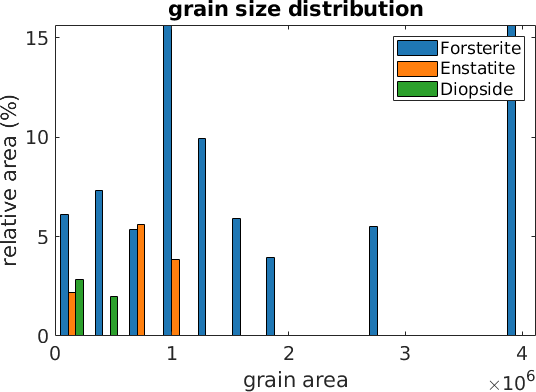 grain size distribution
relative area (%)
15
10
5
0
Forsterite
Enstatite
Diopside
0 1 2 3 4
×10^6
grain area